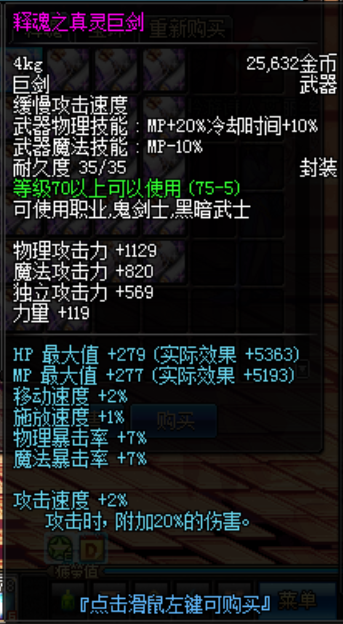 释魂之真灵巨剑
重新购买
4kg 25,632金币
巨剑 武器
缓慢攻击速度
武器物理技能：MP+20%冷却时间+10%
武器魔法技能：MP-10%
耐久度 35/35 封装
等级70以上可以使用 (75-5)
可使用职业,鬼剑士,黑暗武士
物理攻击力 +1129
魔法攻击力 +820
独立攻击力 +569
力量 +119
HP 最大值 +279 (实际效果 +5363)
MP 最大值 +277 (实际效果 +5193)
移动速度 +2%
施放速度 +1%
购买
物理暴击率 +7%
魔法暴击率 +7%
攻击速度 +2%
攻击时, 附加20%的伤害。
D
疲劳值
『点击滑鼠左键可购买』
菜单